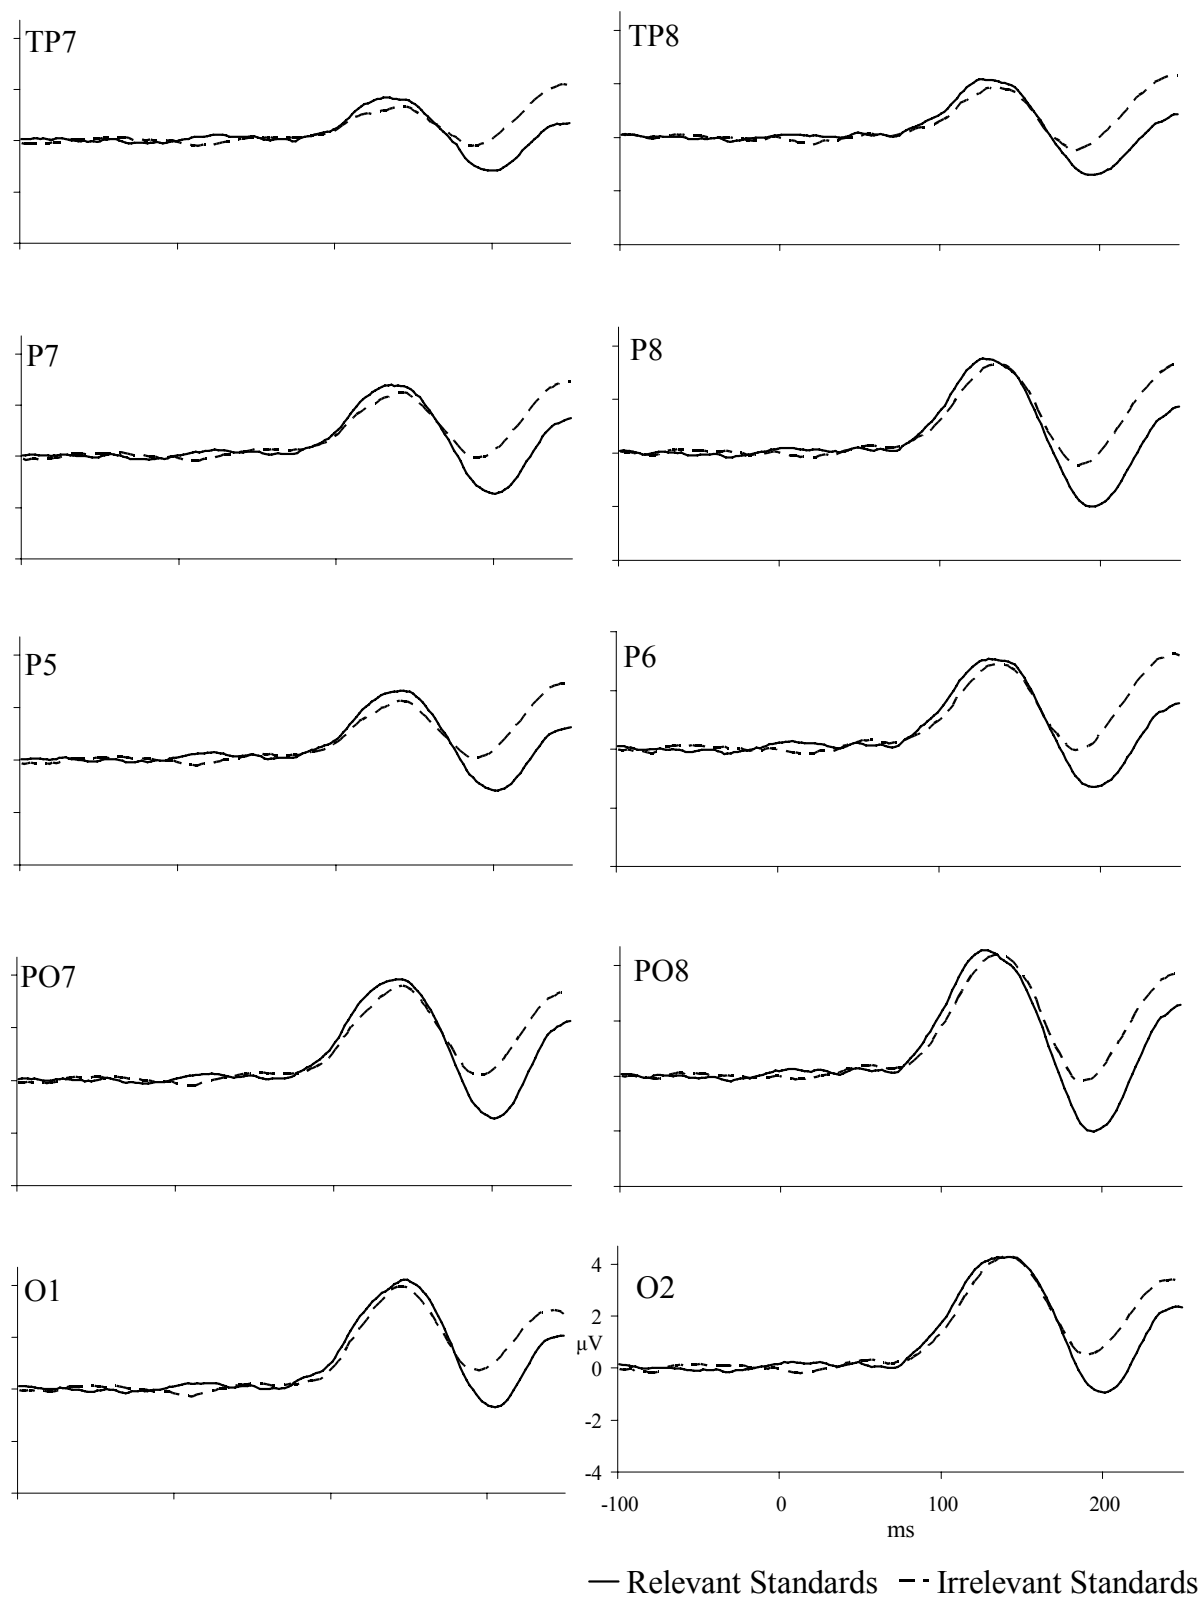 TP7
TP8
P7
P8
P5
P6
PO7
PO8
O1
O2
4
2
µV
0
-2
-4
-100 0 100 200
ms
Relevant Standards Irrelevant Standards